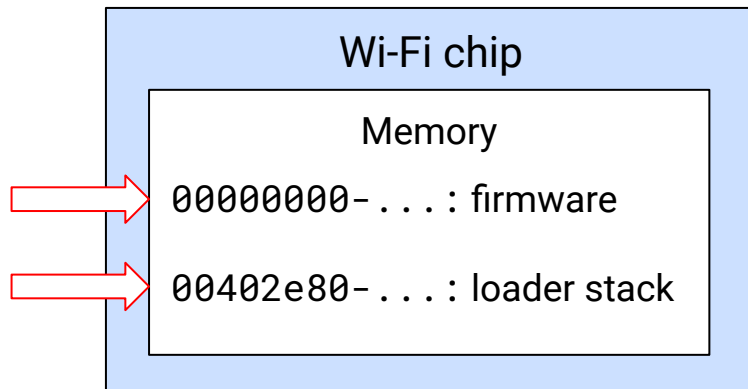 Wi-Fi chip
Memory
00000000-...: firmware
00402e80-...: loader stack